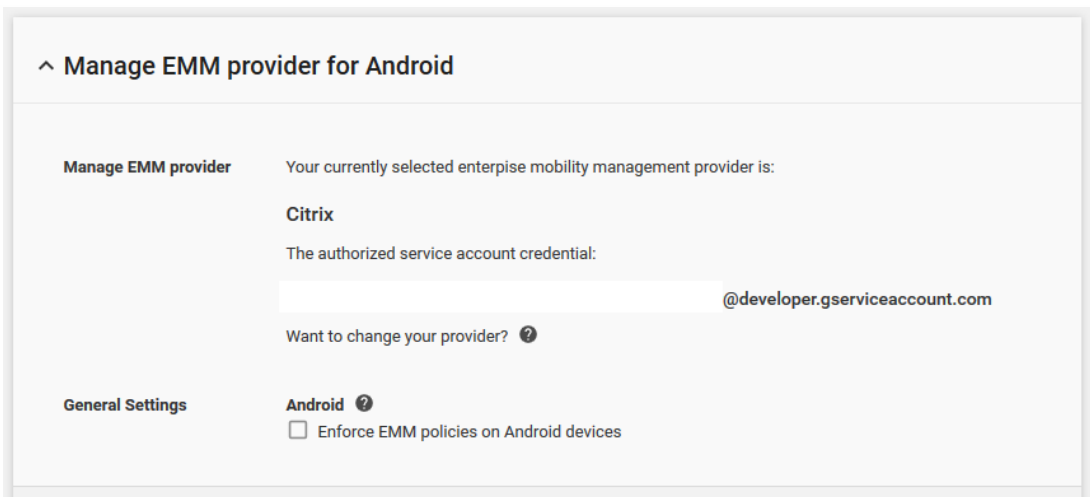 Manage EMM provider for Android
Manage EMM provider
Your currently selected enterpise mobility management provider is:
Citrix
The authorized service account credential:
@developer.gserviceaccount.com
Want to change your provider?
General Settings
Android
Enforce EMM policies on Android devices